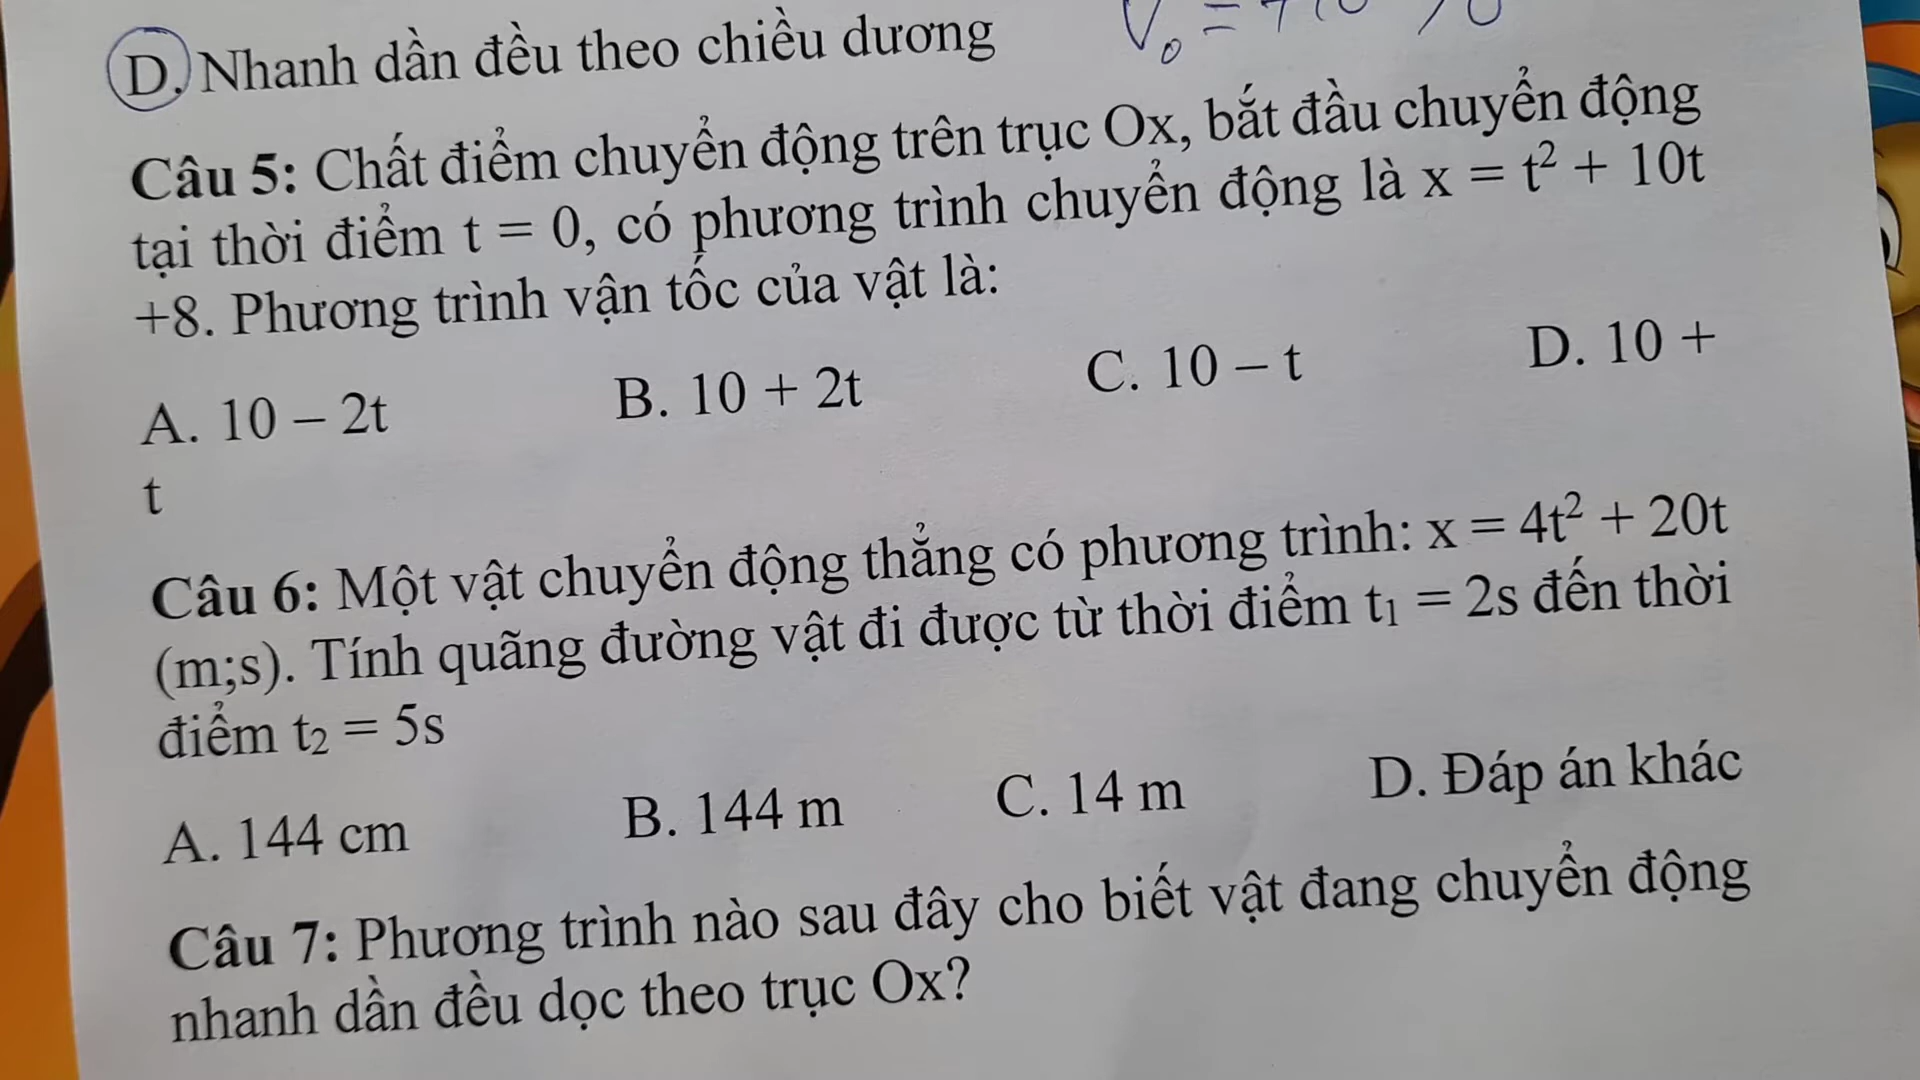 D. Nhanh dần đều theo chiều dương
V₀ =
Câu 5: Chất điểm chuyển động trên trục Ox, bắt đầu chuyển động
tại thời điểm t = 0, có phương trình chuyển động là x = t² + 10t
+8. Phương trình vận tốc của vật là:
A. 10 – 2t B. 10 + 2t C. 10 – t D. 10 +
t
Câu 6: Một vật chuyển động thẳng có phương trình: x = 4t² + 20t
(m;s). Tính quãng đường vật đi được từ thời điểm t₁ = 2s đến thời
điểm t₂ = 5s
A. 144 cm B. 144 m C. 14 m D. Đáp án khác
Câu 7: Phương trình nào sau đây cho biết vật đang chuyển động
nhanh dần đều dọc theo trục Ox?